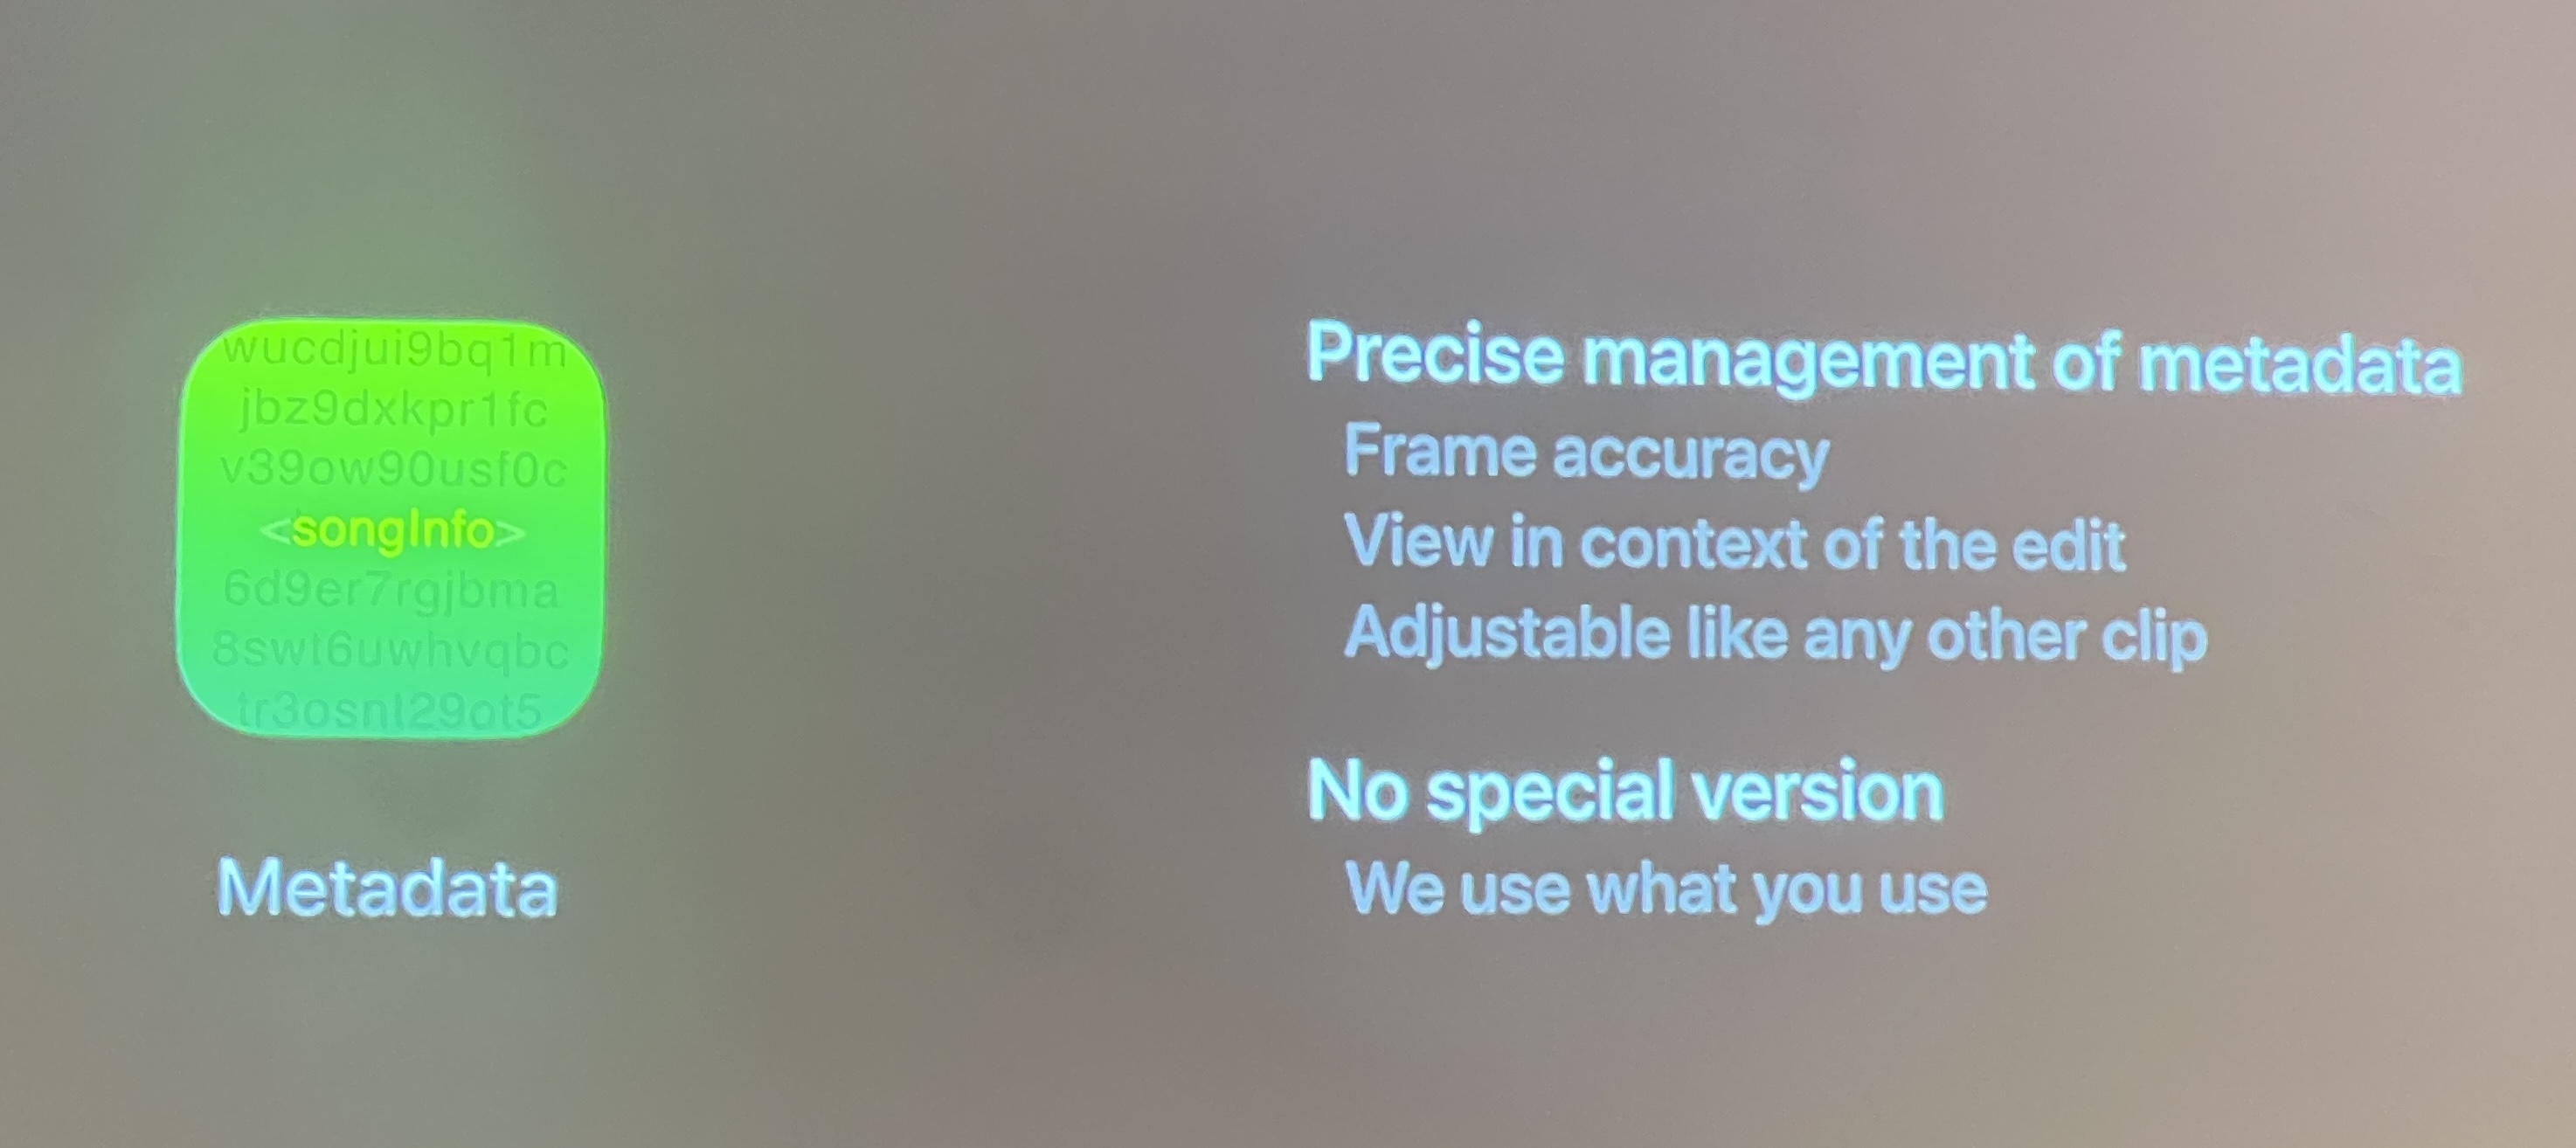 wucdjui9bq1m
jbz9dxkpr1fc
v39ow90usf0c
<songInfo>
6d9er7rgjbma
8swt6uwhvqbc
tr3osnl29ot5
Metadata
Precise management of metadata
Frame accuracy
View in context of the edit
Adjustable like any other clip
No special version
We use what you use